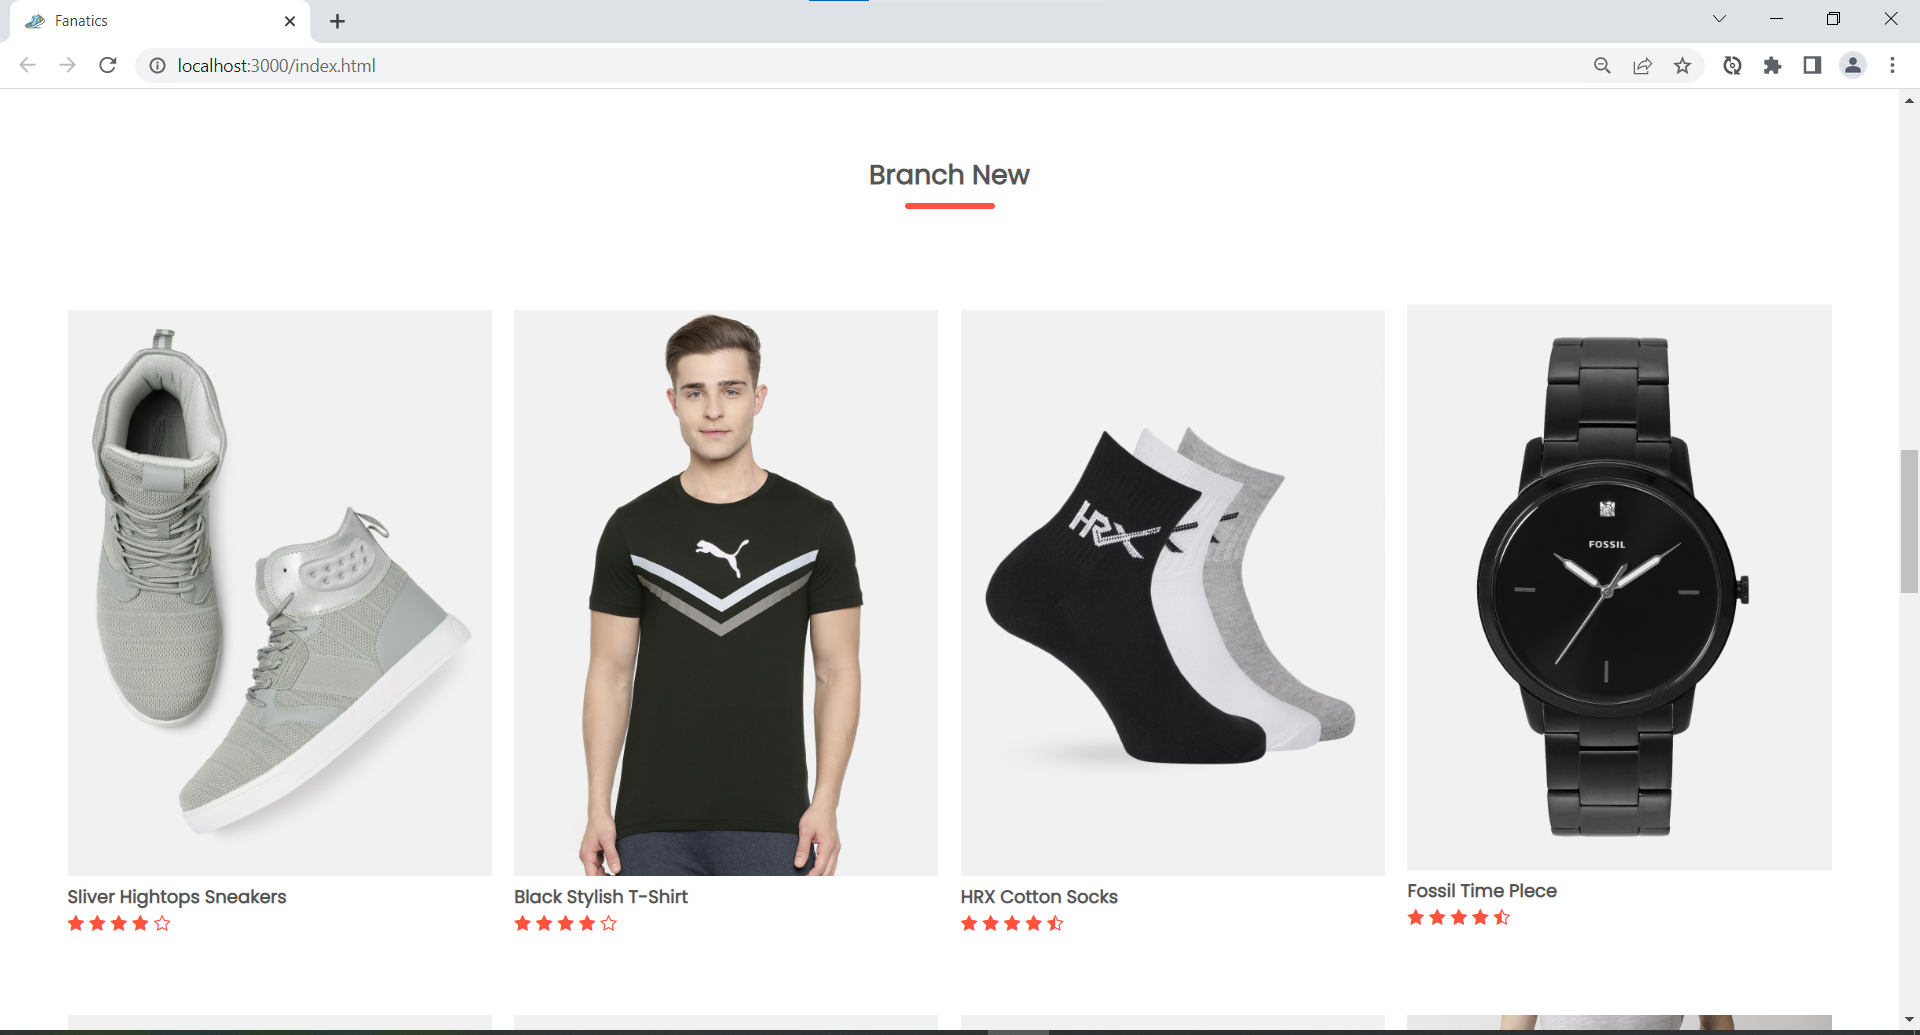 Fanatics
localhost:3000/index.html
Branch New
HRX
FOSSIL
Sliver Hightops Sneakers
Black Stylish T-Shirt
HRX Cotton Socks
Fossil Time PIece